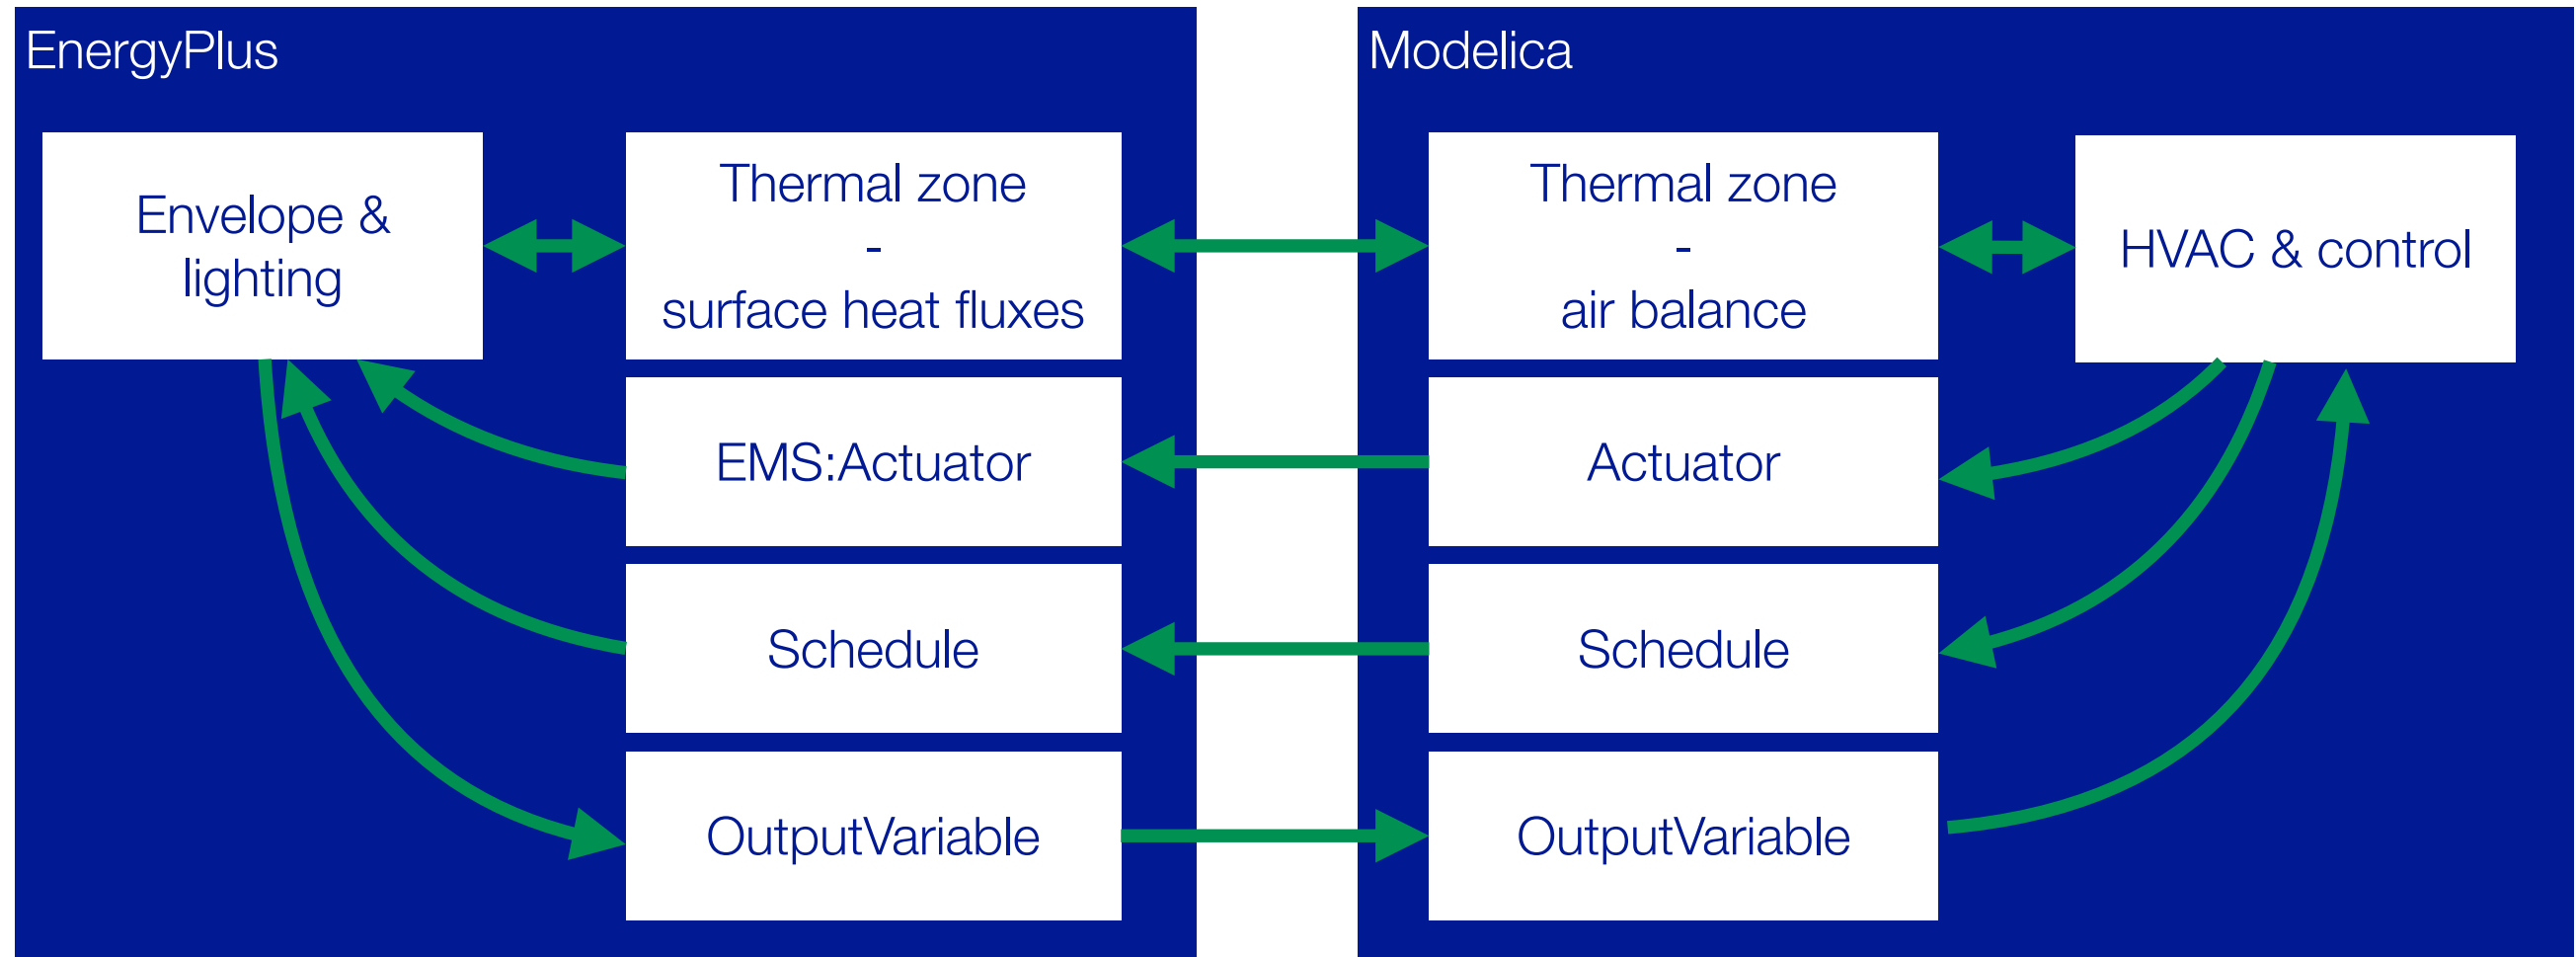 EnergyPlus
Envelope &
lighting
Thermal zone
-
surface heat fluxes
EMS:Actuator
Schedule
OutputVariable
Modelica
Thermal zone
-
air balance
Actuator
Schedule
OutputVariable
HVAC & control